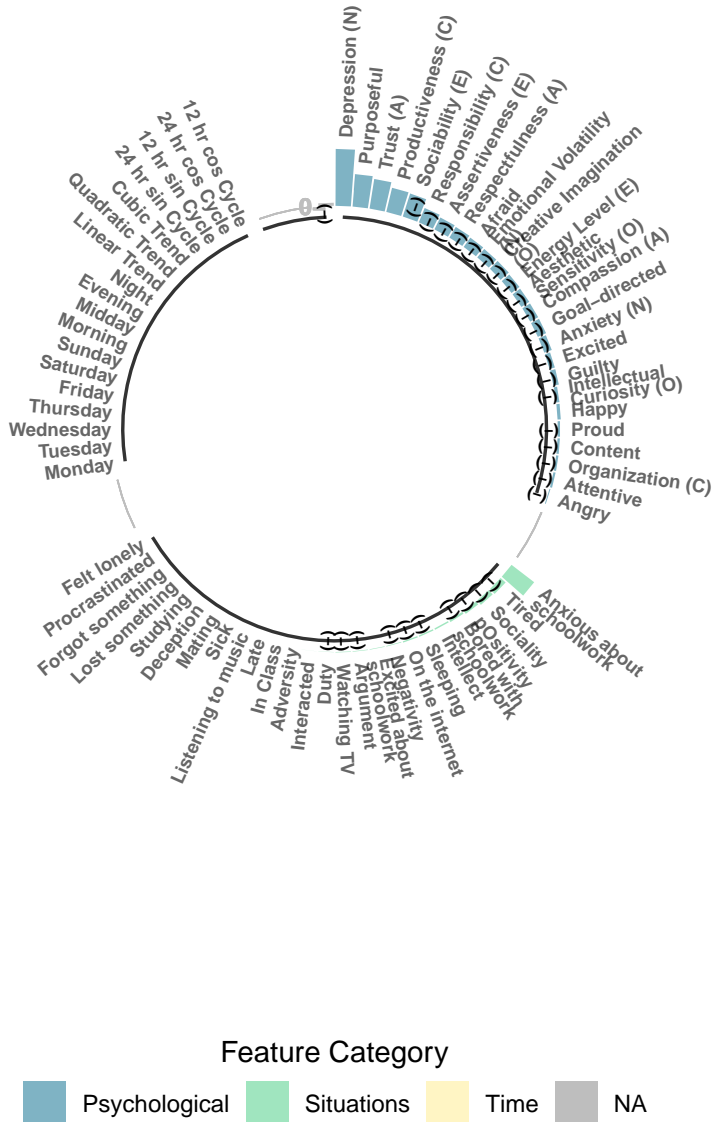 Depression (N)
Purposeful
Trust (A)
Productiveness (C)
Sociability (E)
Responsibility (C)
Assertiveness (E)
Respectfulness (A)
Afraid
Emotional Volatility
Creative Imagination
(O)
Energy Level (E)
Aesthetic
Sensitivity (O)
Compassion (A)
Goal–directed
Anxiety (N)
Excited
Guilty
Intellectual
Curiosity (O)
Happy
Proud
Content
Organization (C)
Attentive
Angry
Anxious about
schoolwork
Tired
Sociality
pOsitivity
Bored with
schoolwork
Intellect
Sleeping
On the internet
Negativity
Excited about
schoolwork
Argument
Watching TV
Duty
Interacted
Adversity
In Class
Late
Listening to music
Sick
Mating
Deception
Studying
Lost something
Forgot something
Procrastinated
Felt lonely
Monday
Tuesday
Wednesday
Thursday
Friday
Saturday
Sunday
Morning
Midday
Evening
Night
Linear Trend
Quadratic Trend
Cubic Trend
24 hr sin Cycle
12 hr sin Cycle
24 hr cos Cycle
12 hr cos Cycle
Feature Category
Psychological
Situations
Time
NA